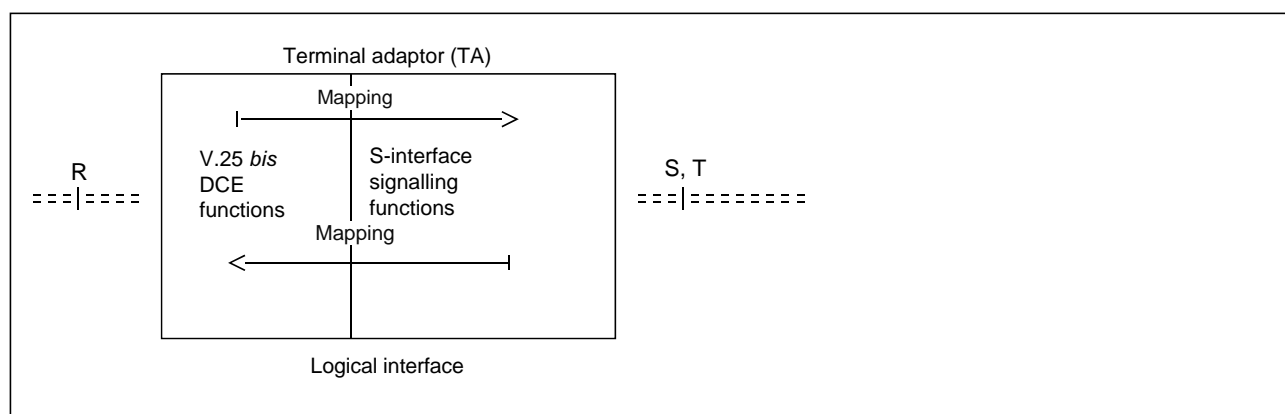 Terminal adaptor (TA)
Mapping
R
V.25 bis
DCE
functions
S-interface
signalling
functions
S, T
Mapping
Logical interface